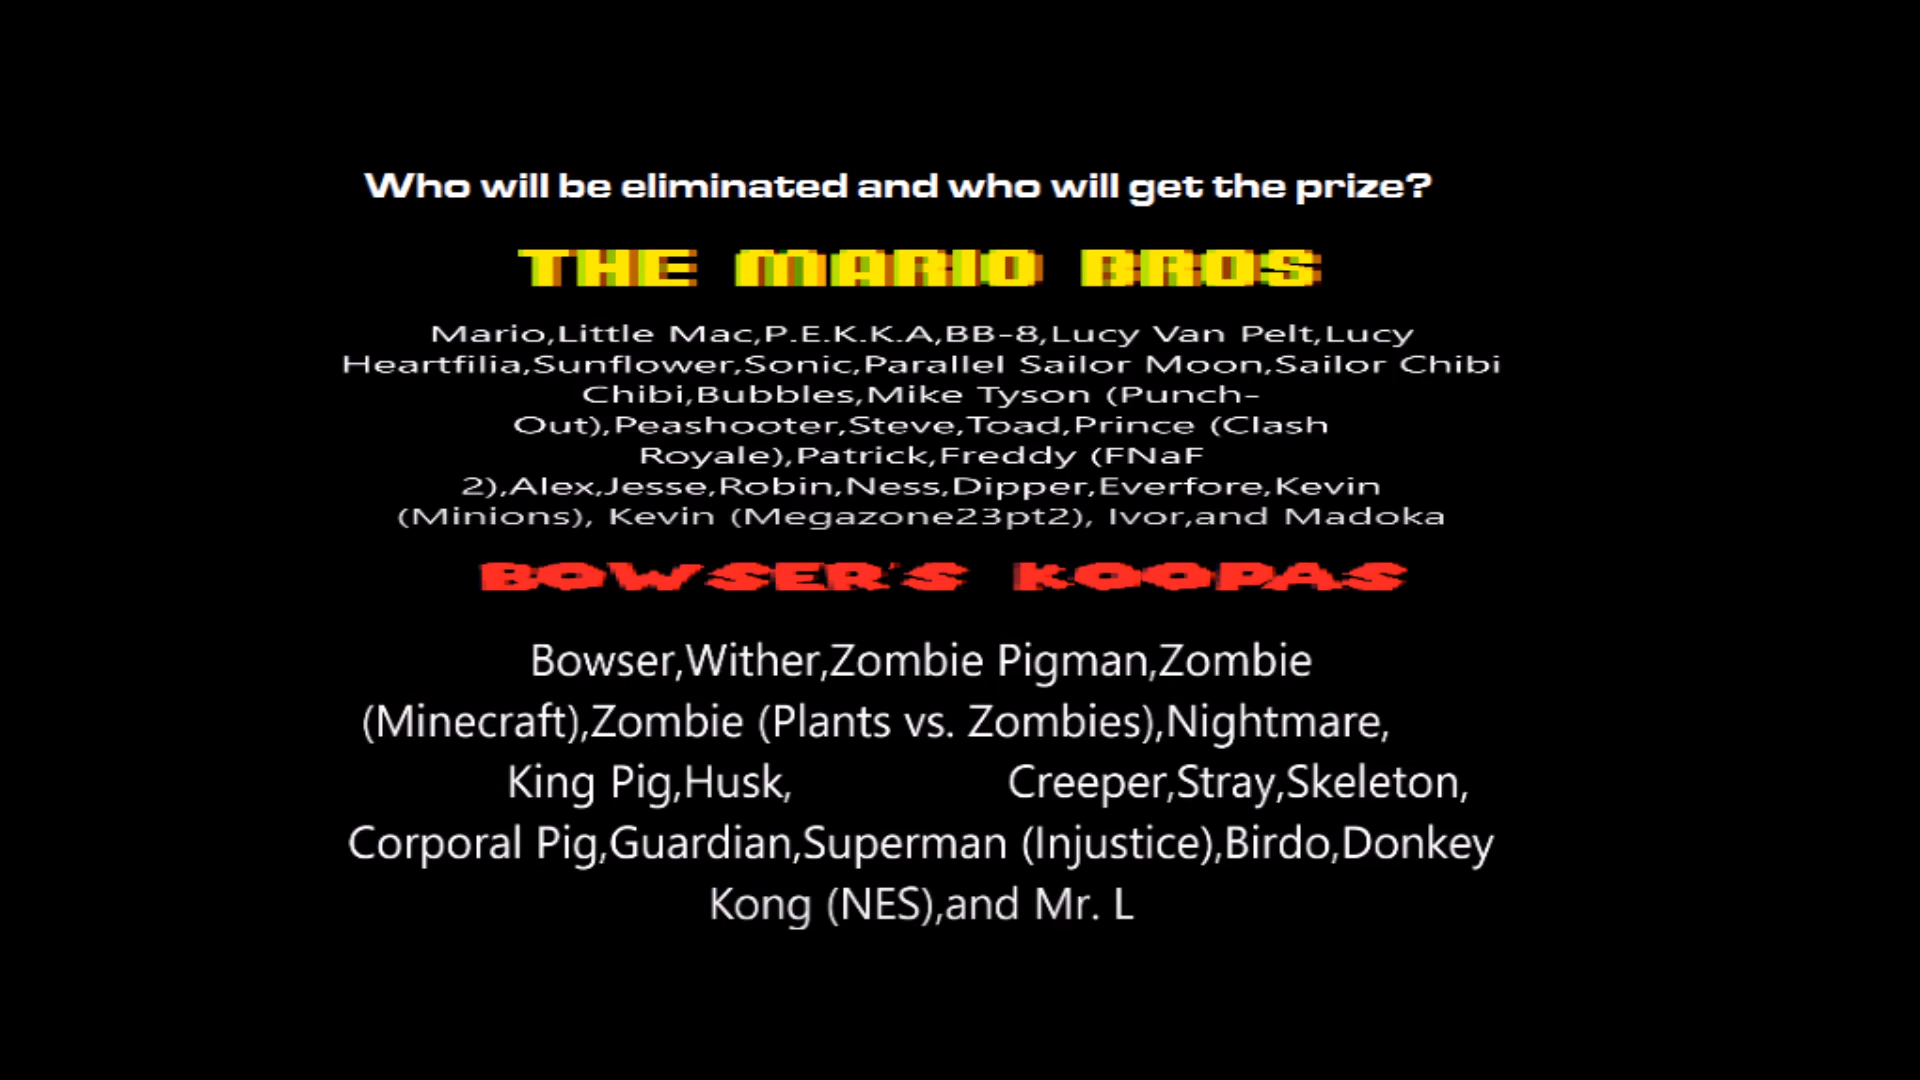 Who will be eliminated and who will get the prize?
THE MARIO BROS
Mario,Little Mac,P.E.K.K.A,BB-8,Lucy Van Pelt,Lucy
Heartfilia,Sunflower,Sonic,Parallel Sailor Moon,Sailor Chibi
Chibi,Bubbles,Mike Tyson (Punch-
Out),Peashooter,Steve,Toad,Prince (Clash
Royale),Patrick,Freddy (FNaF
2),Alex,Jesse,Robin,Ness,Dipper,Everfore,Kevin
(Minions), Kevin (Megazone23pt2), Ivor,and Madoka
BOWSER'S KOOPAS
Bowser,Wither,Zombie Pigman,Zombie
(Minecraft),Zombie (Plants vs. Zombies),Nightmare,
King Pig,Husk, Creeper,Stray,Skeleton,
Corporal Pig,Guardian,Superman (Injustice),Birdo,Donkey
Kong (NES),and Mr. L